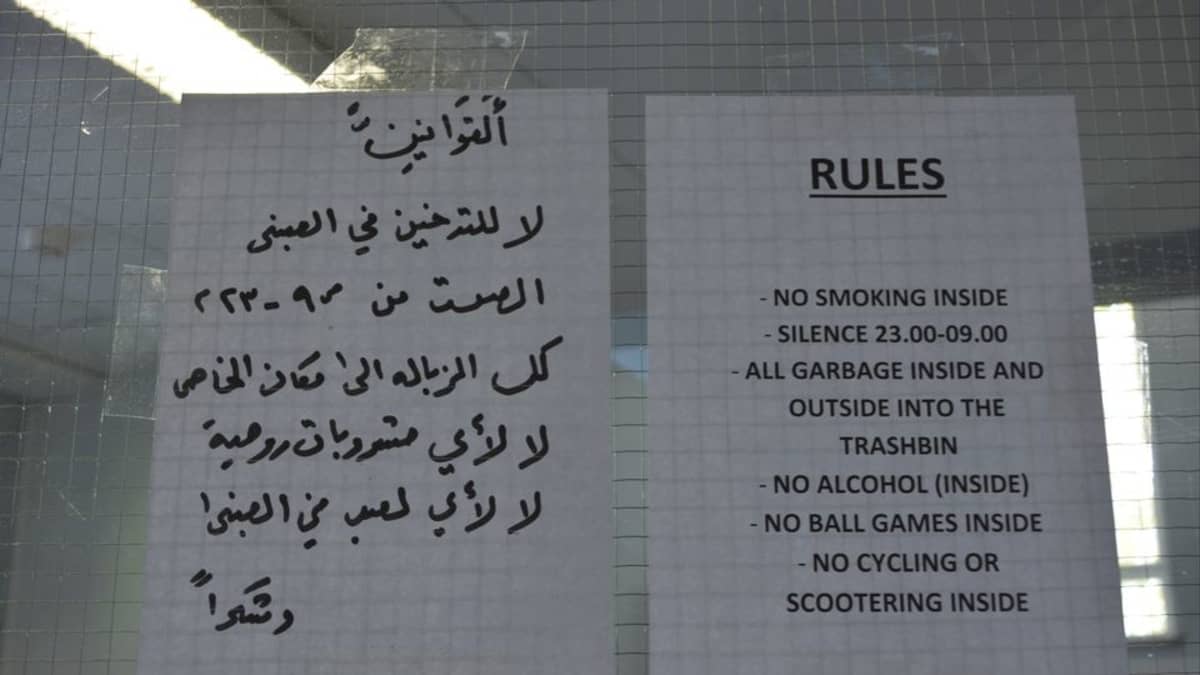 ألقوانين
لا للتدخين في المبنى
الصمت من ٩ - ٢٣
كل الزباله الى مكان الخاص
لا لأي مشروبات روحية
لا لأي لعب في المبنى
وشكراً
RULES
- NO SMOKING INSIDE
- SILENCE 23.00-09.00
- ALL GARBAGE INSIDE AND
OUTSIDE INTO THE
TRASHBIN
- NO ALCOHOL (INSIDE)
- NO BALL GAMES INSIDE
- NO CYCLING OR
SCOOTERING INSIDE